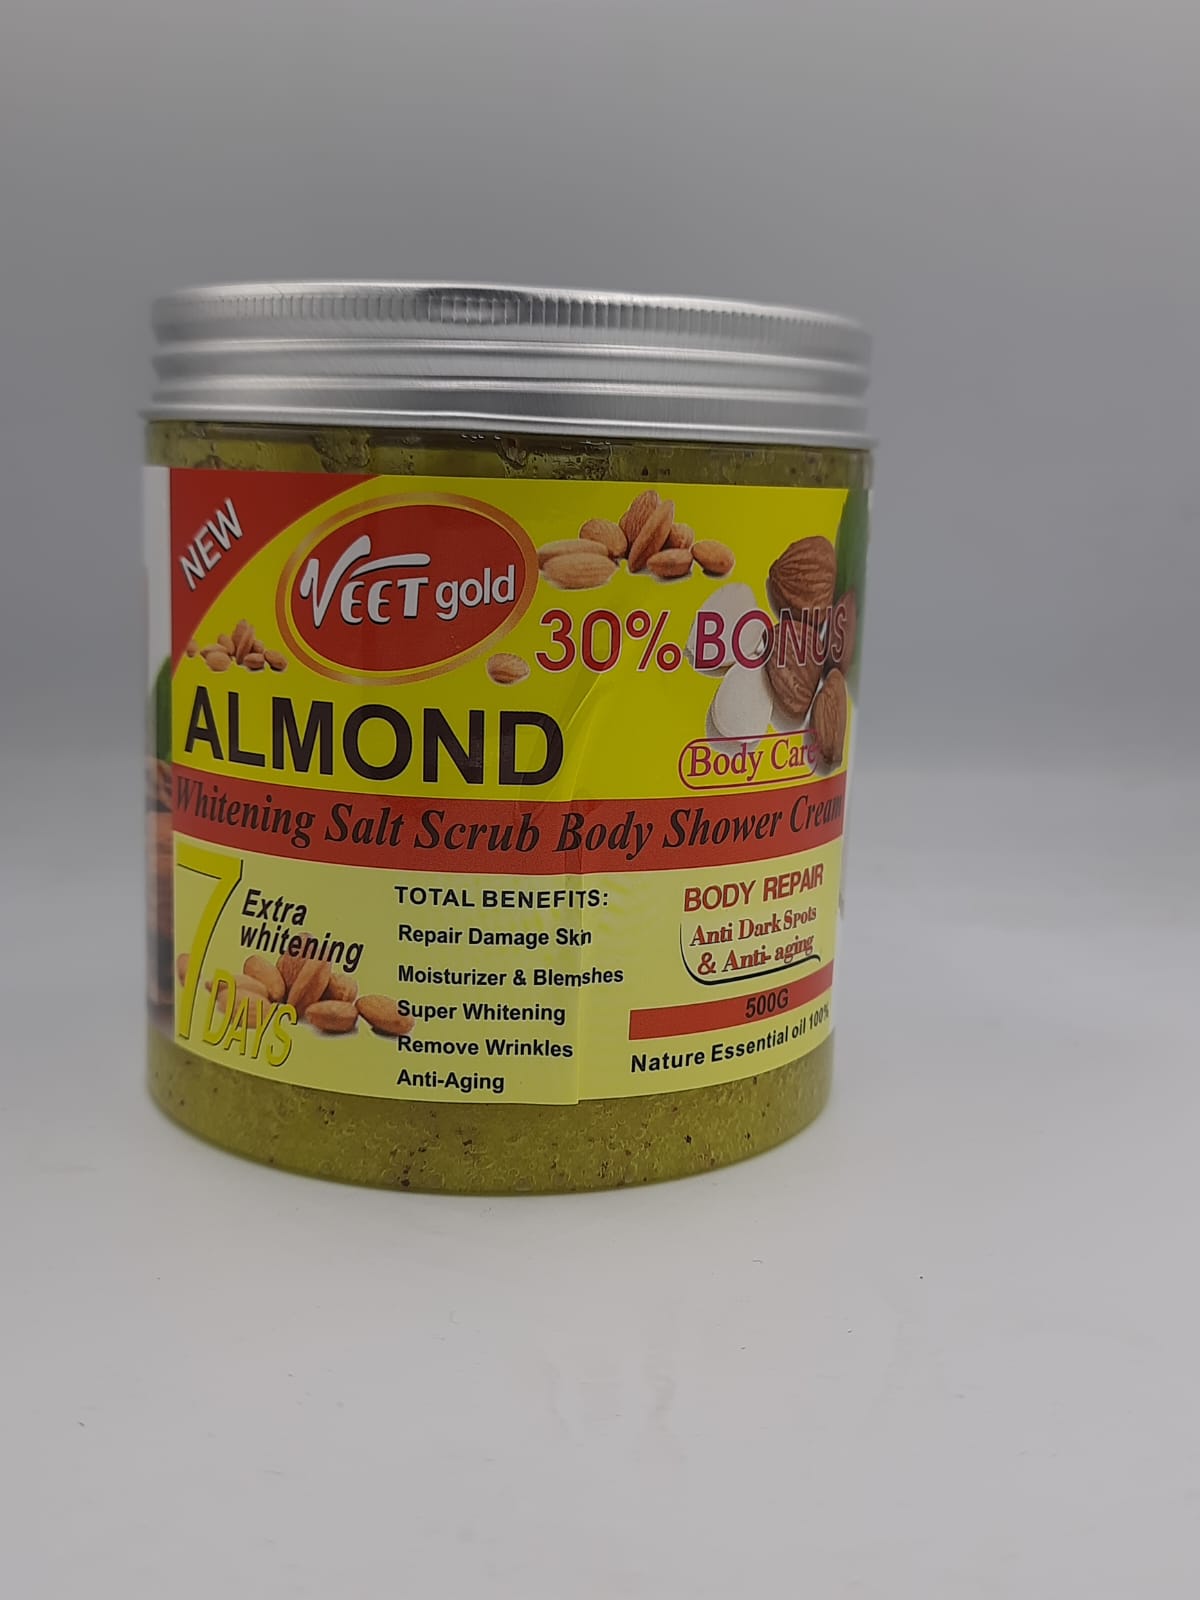 NEW
VEET gold
30% BONUS
ALMOND
Body Care
Whitening Salt Scrub Body Shower Cream
7 DAYS
Extra
whitening
TOTAL BENEFITS:
Repair Damage Skin
Moisturizer & Blemshes
Super Whitening
Remove Wrinkles
Anti-Aging
BODY REPAIR
Anti Dark Spots
& Anti-aging
500G
Nature Essential oil 100%